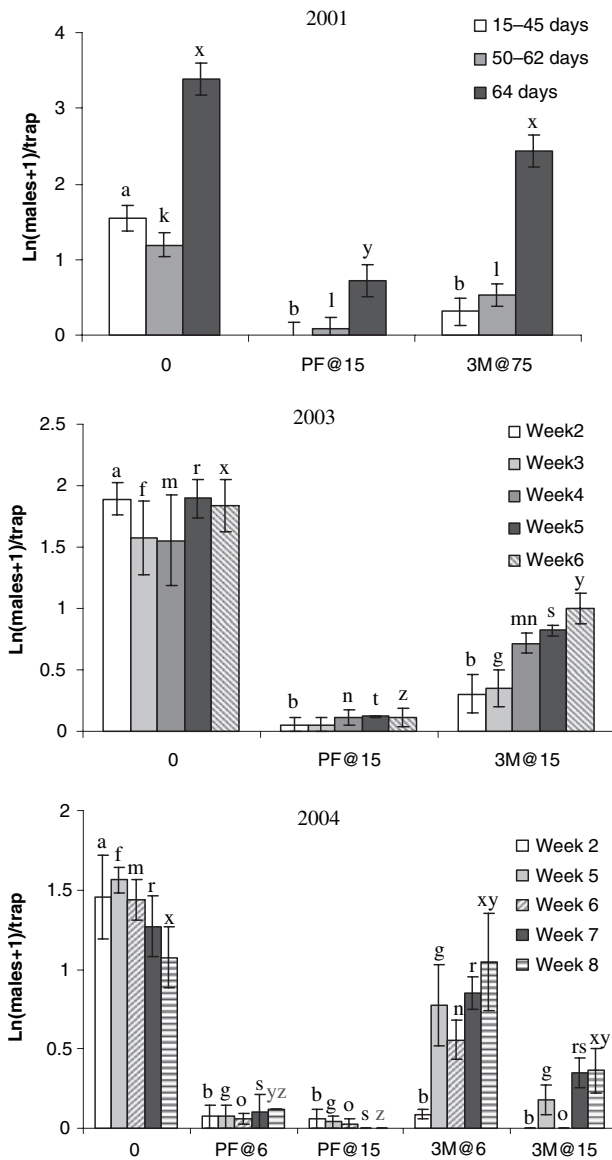 2001
15–45 days
50–62 days
64 days
Ln(males+1)/trap
4
3
2
1
0
a
k
x
b
l
y
b
l
x
0
PF@15
3M@75
2003
Week2
Week3
Week4
Week5
Week6
Ln(males+1)/trap
2.5
2
1.5
1
0.5
0
a
f
m
r
x
b
n
t
z
b
g
mn
s
y
0
PF@15
3M@15
2004
Week 2
Week 5
Week 6
Week 7
Week 8
Ln(males+1)/trap
2
1.5
1
0.5
0
a
f
m
r
x
b
g
o
s
yz
b
g
o
s
z
b
g
n
r
xy
b
g
o
rs
xy
0
PF@6
PF@15
3M@6
3M@15